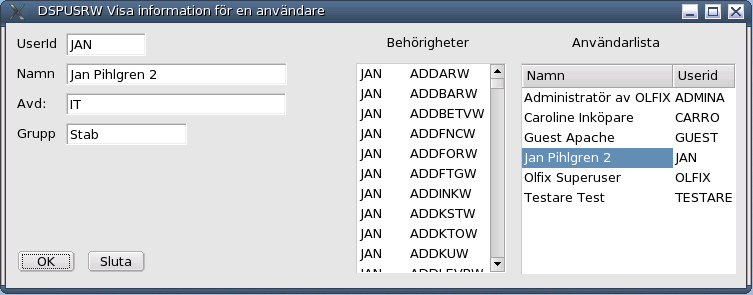 DSPUSRW Visa information för en användare
UserId JAN
Namn Jan Pihlgren 2
Avd: IT
Grupp Stab
OK Sluta
Behörigheter
JAN ADDARW
JAN ADDBARW
JAN ADDBETVW
JAN ADDFNCW
JAN ADDFORW
JAN ADDFTGW
JAN ADDINKW
JAN ADDKSTW
JAN ADDKTOW
JAN ADDKUW
JAN ADDLEVRW
Användarlista
Namn Userid
Administratör av OLFIX ADMINA
Caroline Inköpare CARRO
Guest Apache GUEST
Jan Pihlgren 2 JAN
Olfix Superuser OLFIX
Testare Test TESTARE